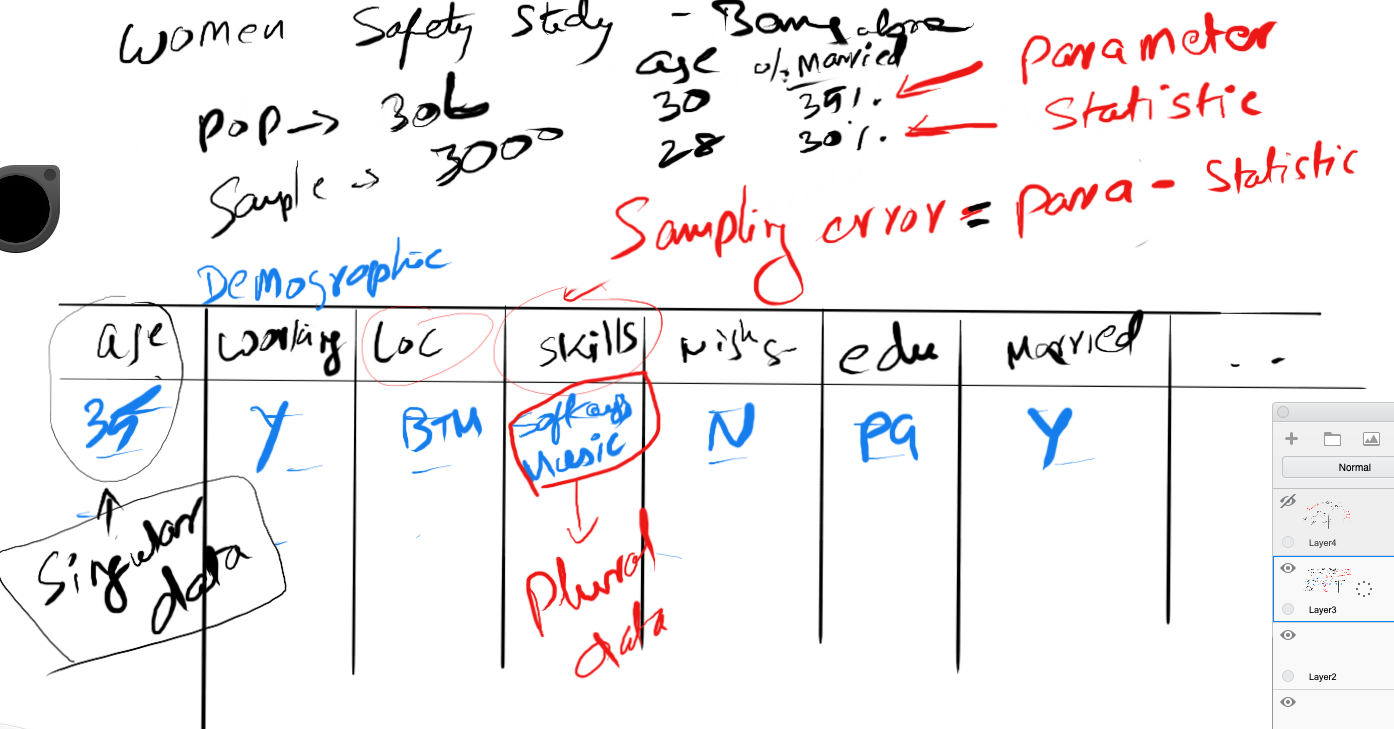 Women Safety Study - Bangalore
age % Married
Pop → 30L 30 35%. ← Parameter
Sample → 3000 28 30%. ← Statistic
Sampling error = Para - Statistic
Demographic
age working Loc skills edu Married . .
35 Y BTM Music N PG Y
Singular data
Plural data
Normal
Layer4
Layer3
Layer2